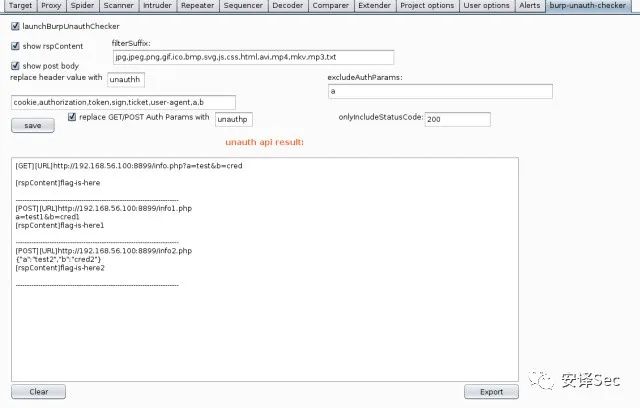 Target Proxy Spider Scanner Intruder Repeater Sequencer Decoder Comparer Extender Project options User options Alerts burp-unauth-checker
launchBurpUnauthChecker
show rspContent
filterSuffix:
jpg,jpeg,png,gif,ico,bmp,svg,js,css,html,avi,mp4,mkv,mp3,txt
show post body
replace header value with unauthh
excludeAuthParams:
a
cookie,authorization,token,sign,ticket,user-agent,a,b
save
replace GET/POST Auth Params with unauthp
onlyIncludeStatusCode: 200
unauth api result:
[GET][URL]http://192.168.56.100:8899/info.php?a=test&b=cred
[rspContent]flag-is-here
------------------------------------------------------------
[POST][URL]http://192.168.56.100:8899/info1.php
a=test1&b=cred1
[rspContent]flag-is-here1
------------------------------------------------------------
[POST][URL]http://192.168.56.100:8899/info2.php
{"a":"test2","b":"cred2"}
[rspContent]flag-is-here2
------------------------------------------------------------
安译Sec
Clear
Export